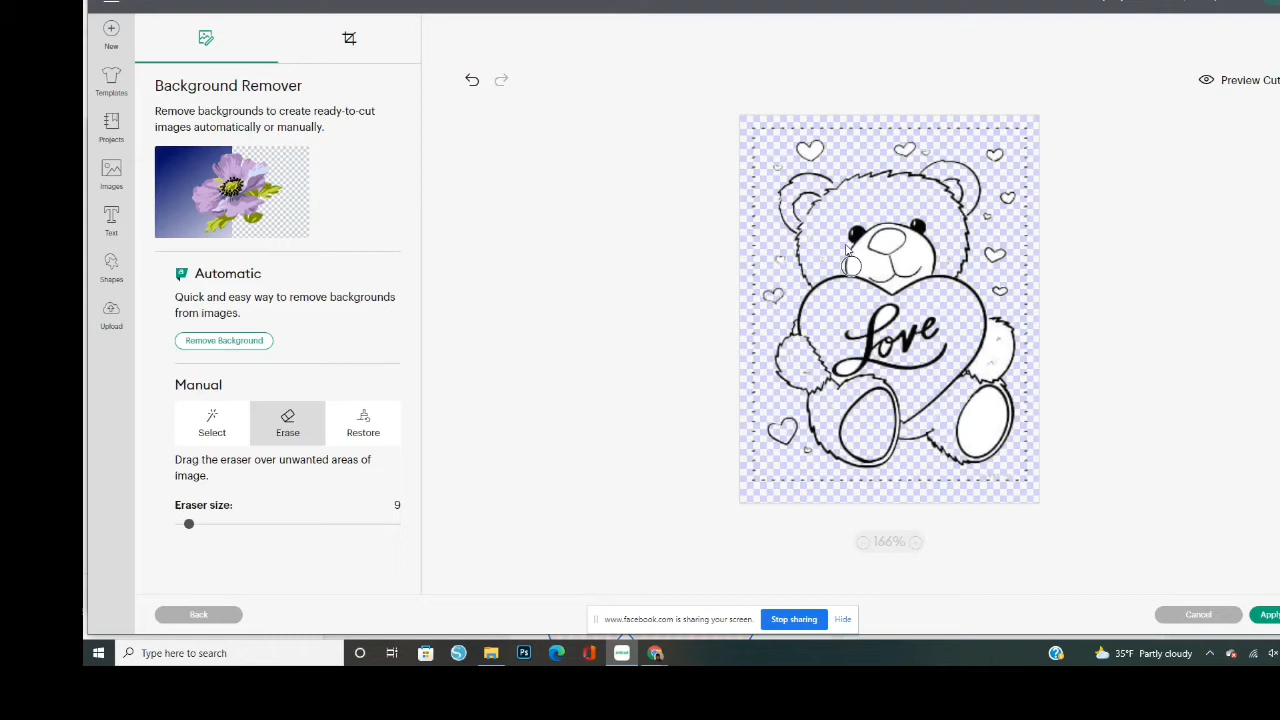 New
Templates
Projects
Images
Text
Shapes
Upload
Background Remover
Remove backgrounds to create ready-to-cut
images automatically or manually.
Automatic
Quick and easy way to remove backgrounds
from images.
Remove Background
Manual
Select
Erase
Restore
Drag the eraser over unwanted areas of
image.
Eraser size:
9
Back
Preview Cut
Love
166%
Cancel
Apply
www.facebook.com is sharing your screen.
Stop sharing
Hide
Type here to search
Ps
35°F Partly cloudy